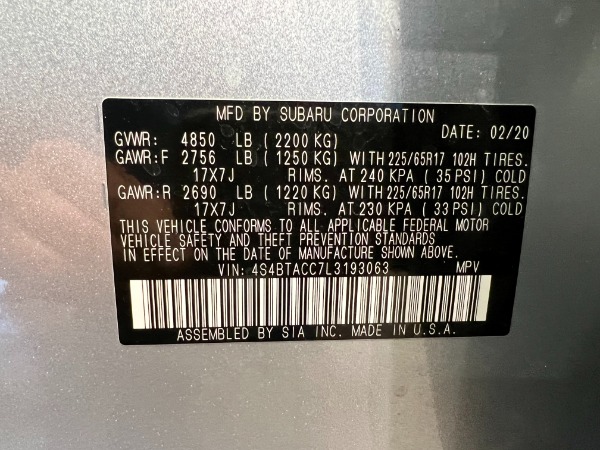 MFD BY SUBARU CORPORATION
DATE: 02/20
GVWR: 4850 LB ( 2200 KG)
GAWR:F 2756 LB ( 1250 KG) WITH 225/65R17 102H TIRES.
17X7J RIMS. AT 240 KPA ( 35 PSI) COLD
GAWR:R 2690 LB ( 1220 KG) WITH 225/65R17 102H TIRES.
17X7J RIMS. AT 230 KPA ( 33 PSI) COLD
THIS VEHICLE CONFORMS TO ALL APPLICABLE FEDERAL MOTOR
VEHICLE SAFETY AND THEFT PREVENTION STANDARDS
IN EFFECT ON THE DATE OF MANUFACTURE SHOWN ABOVE.
VIN: 4S4BTACC7L3193063 MPV
ASSEMBLED BY SIA INC. MADE IN U.S.A.